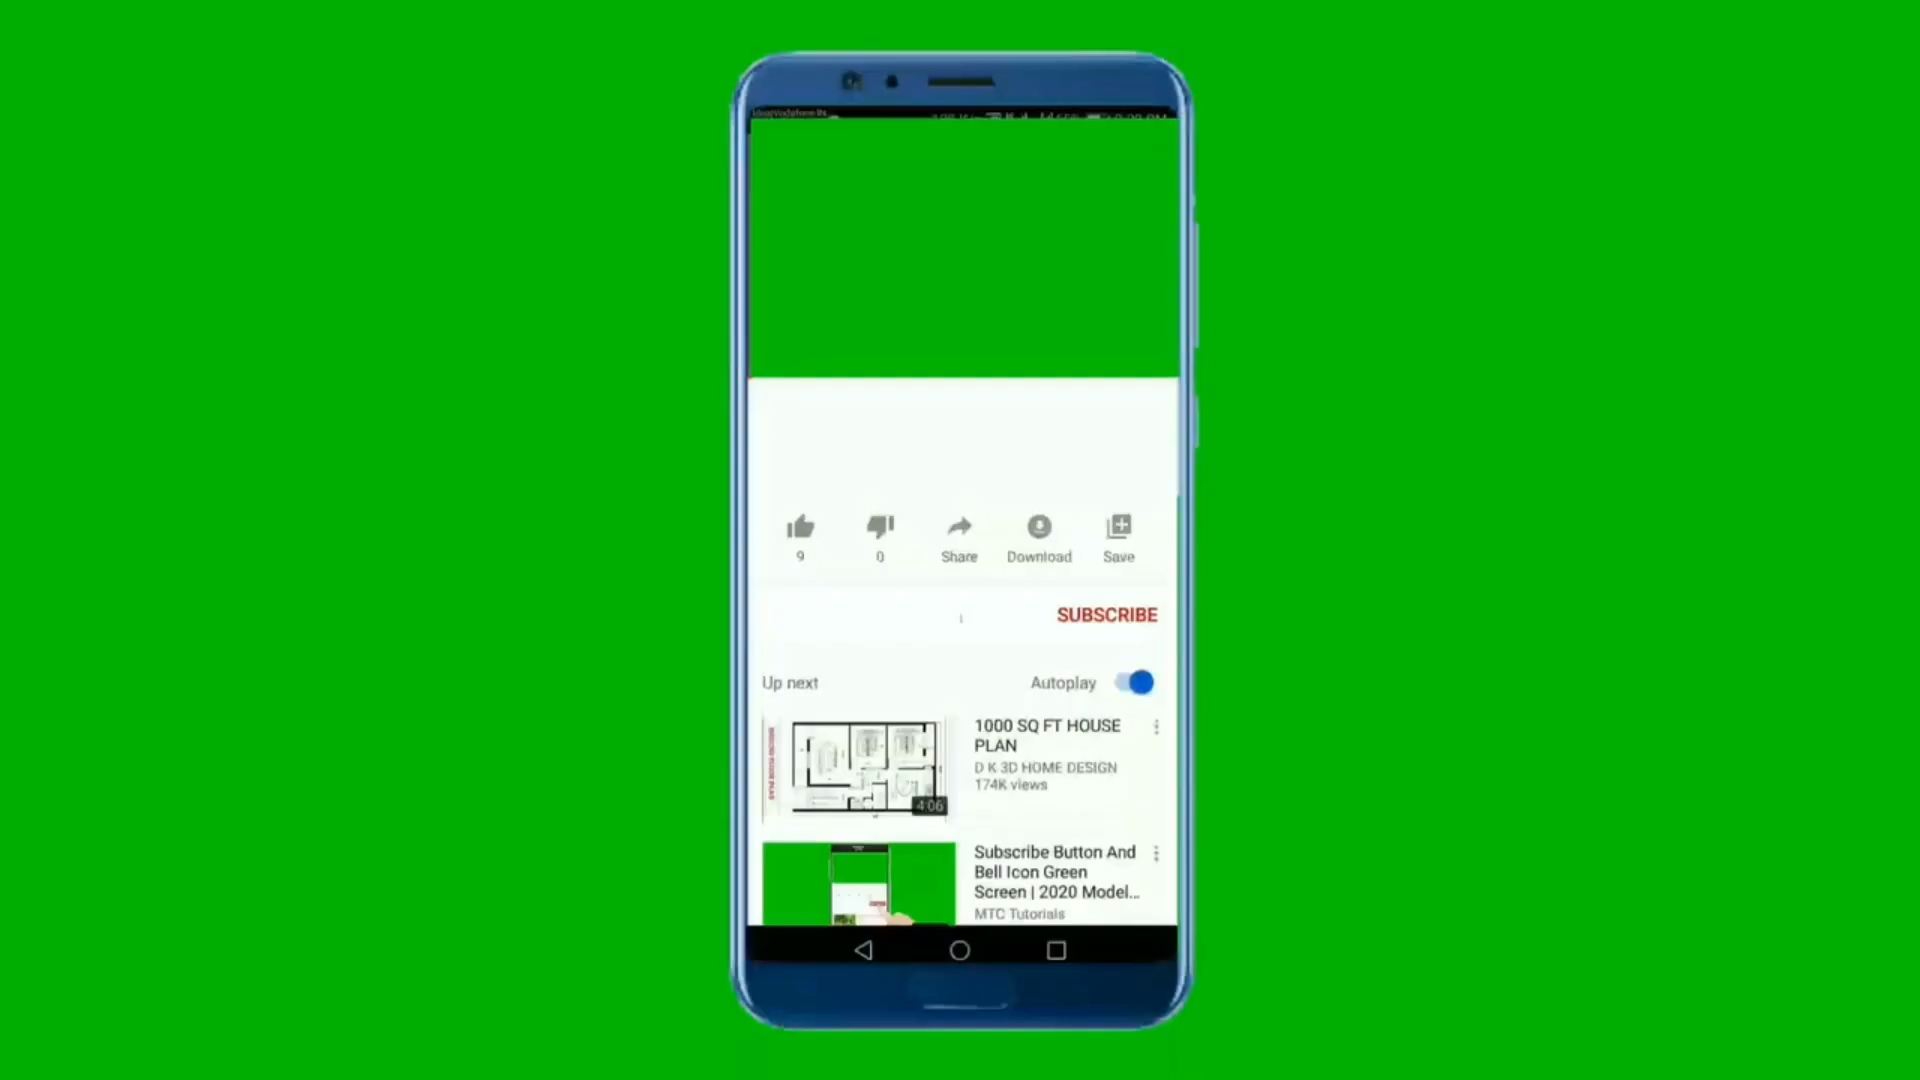 9
0
Share
Download
Save
SUBSCRIBE
Up next
Autoplay
1000 SQ FT HOUSE
PLAN
D K 3D HOME DESIGN
174K views
4:06
Subscribe Button And
Bell Icon Green
Screen | 2020 Model...
MTC Tutorials